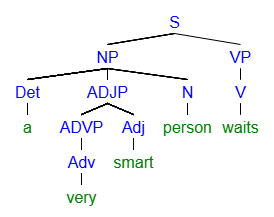 S
NP VP
Det ADJP N V
a ADVP Adj person waits
Adv smart
very